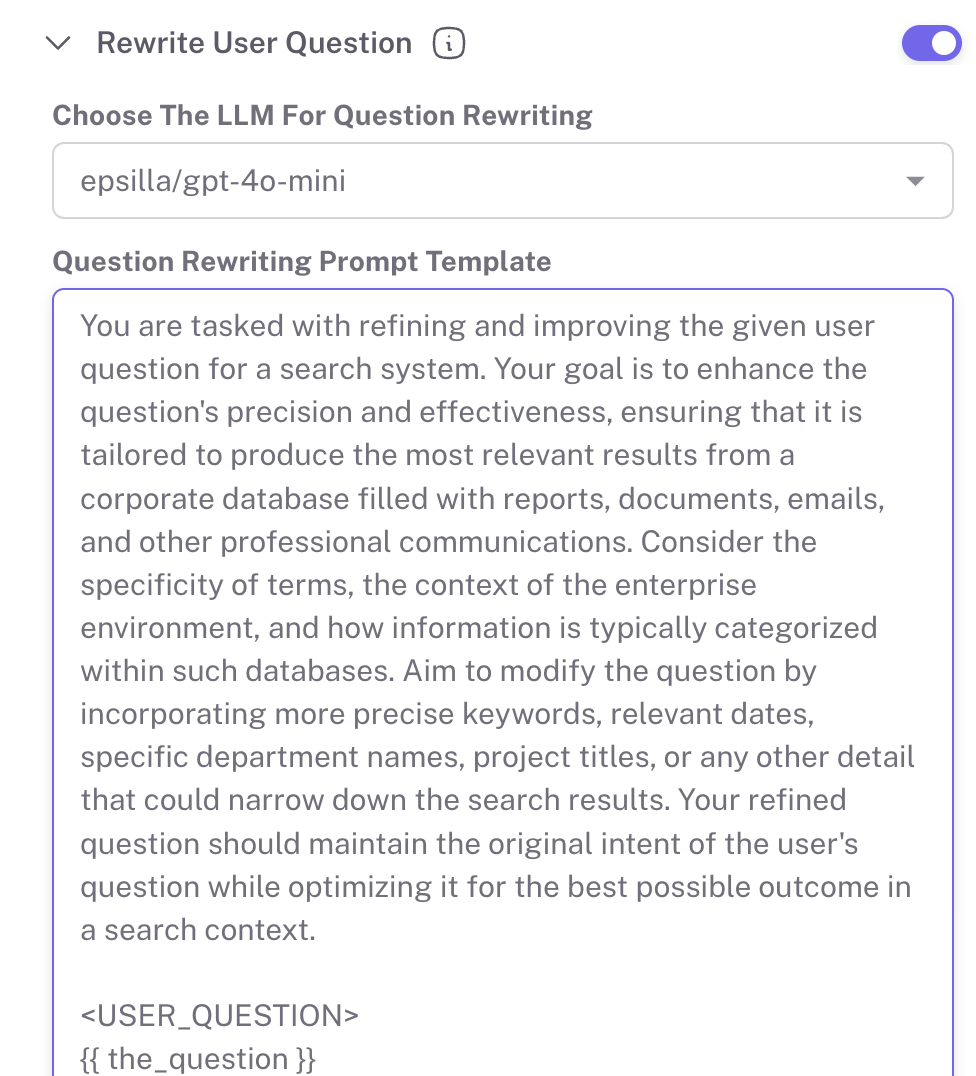 Rewrite User Question
Choose The LLM For Question Rewriting
epsilla/gpt-4o-mini
Question Rewriting Prompt Template
You are tasked with refining and improving the given user
question for a search system. Your goal is to enhance the
question's precision and effectiveness, ensuring that it is
tailored to produce the most relevant results from a
corporate database filled with reports, documents, emails,
and other professional communications. Consider the
specificity of terms, the context of the enterprise
environment, and how information is typically categorized
within such databases. Aim to modify the question by
incorporating more precise keywords, relevant dates,
specific department names, project titles, or any other detail
that could narrow down the search results. Your refined
question should maintain the original intent of the user's
question while optimizing it for the best possible outcome in
a search context.
<USER_QUESTION>
{{ the_question }}